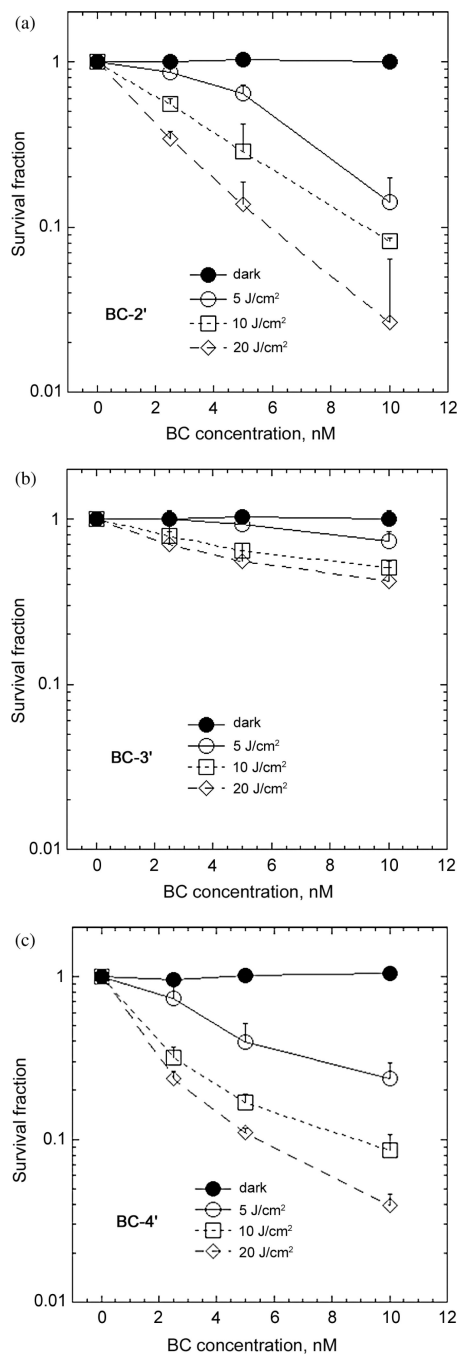 (a)
1
0.1
0.01
Survival fraction
dark
5 J/cm²
10 J/cm²
20 J/cm²
BC-2'
0 2 4 6 8 10 12
BC concentration, nM
(b)
1
0.1
0.01
Survival fraction
dark
5 J/cm²
10 J/cm²
20 J/cm²
BC-3'
0 2 4 6 8 10 12
BC concentration, nM
(c)
1
0.1
0.01
Survival fraction
dark
5 J/cm²
10 J/cm²
20 J/cm²
BC-4'
0 2 4 6 8 10 12
BC concentration, nM